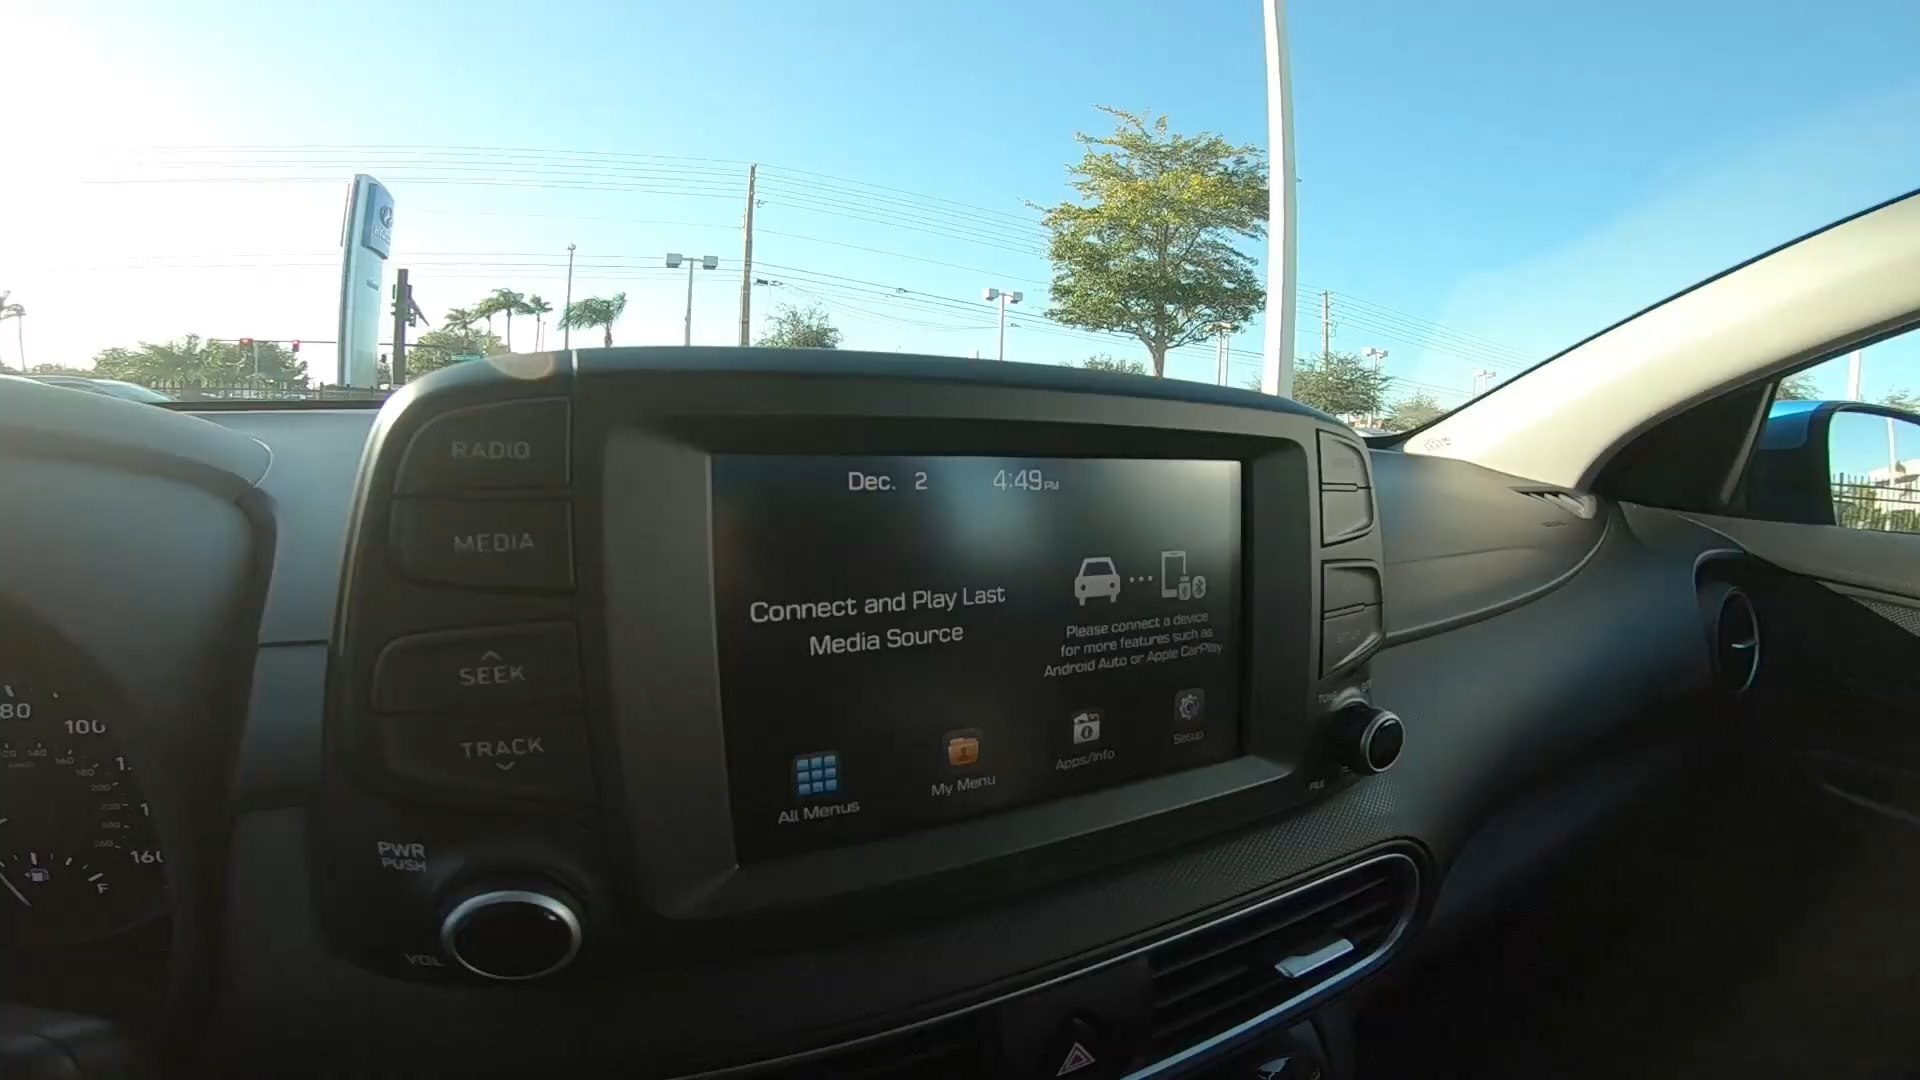 RADIO
MEDIA
SEEK
TRACK
PWR
PUSH
VOL
Dec. 2 4:49PM
Connect and Play Last
Media Source
Please connect a device
for more features such as
Android Auto or Apple CarPlay
All Menus
My Menu
Apps/Info
Setup
TUNE
FILE
80
100
160
F